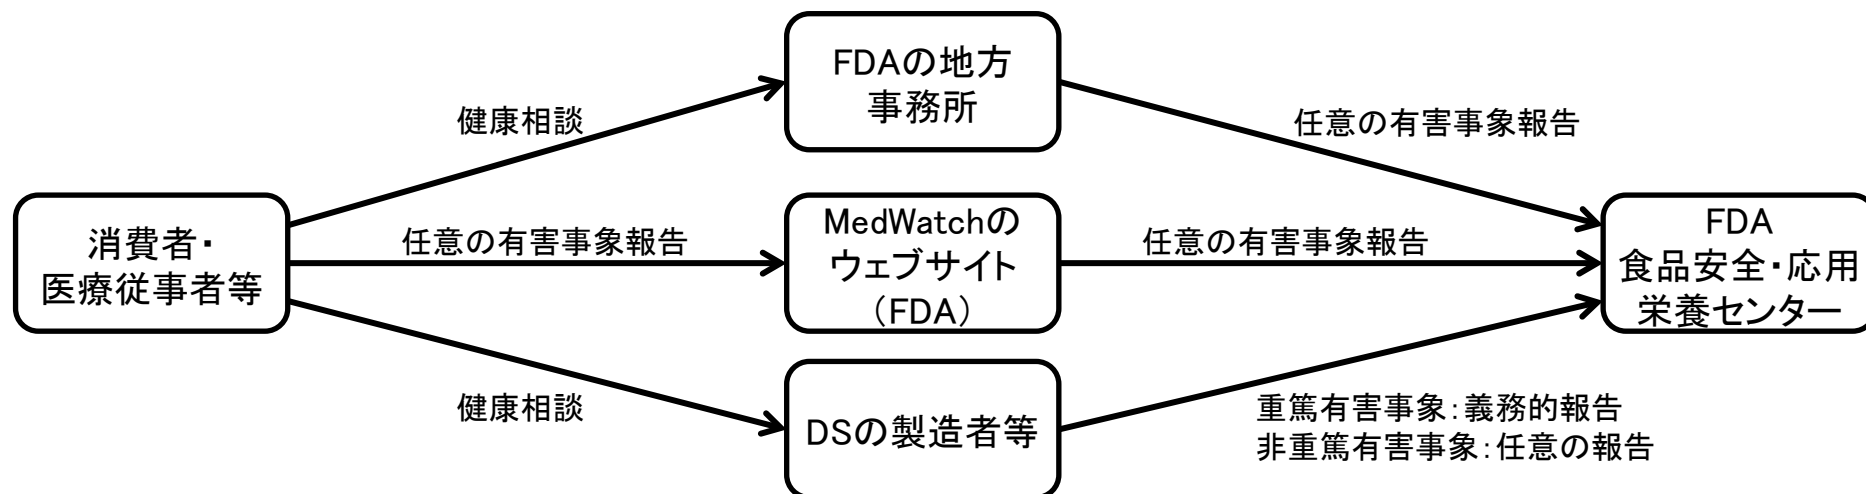 FDAの地方
事務所
健康相談
任意の有害事象報告
消費者・
医療従事者等
任意の有害事象報告
MedWatchの
ウェブサイト
（FDA）
任意の有害事象報告
FDA
食品安全・応用
栄養センター
健康相談
DSの製造者等
重篤有害事象：義務的報告
非重篤有害事象：任意の報告